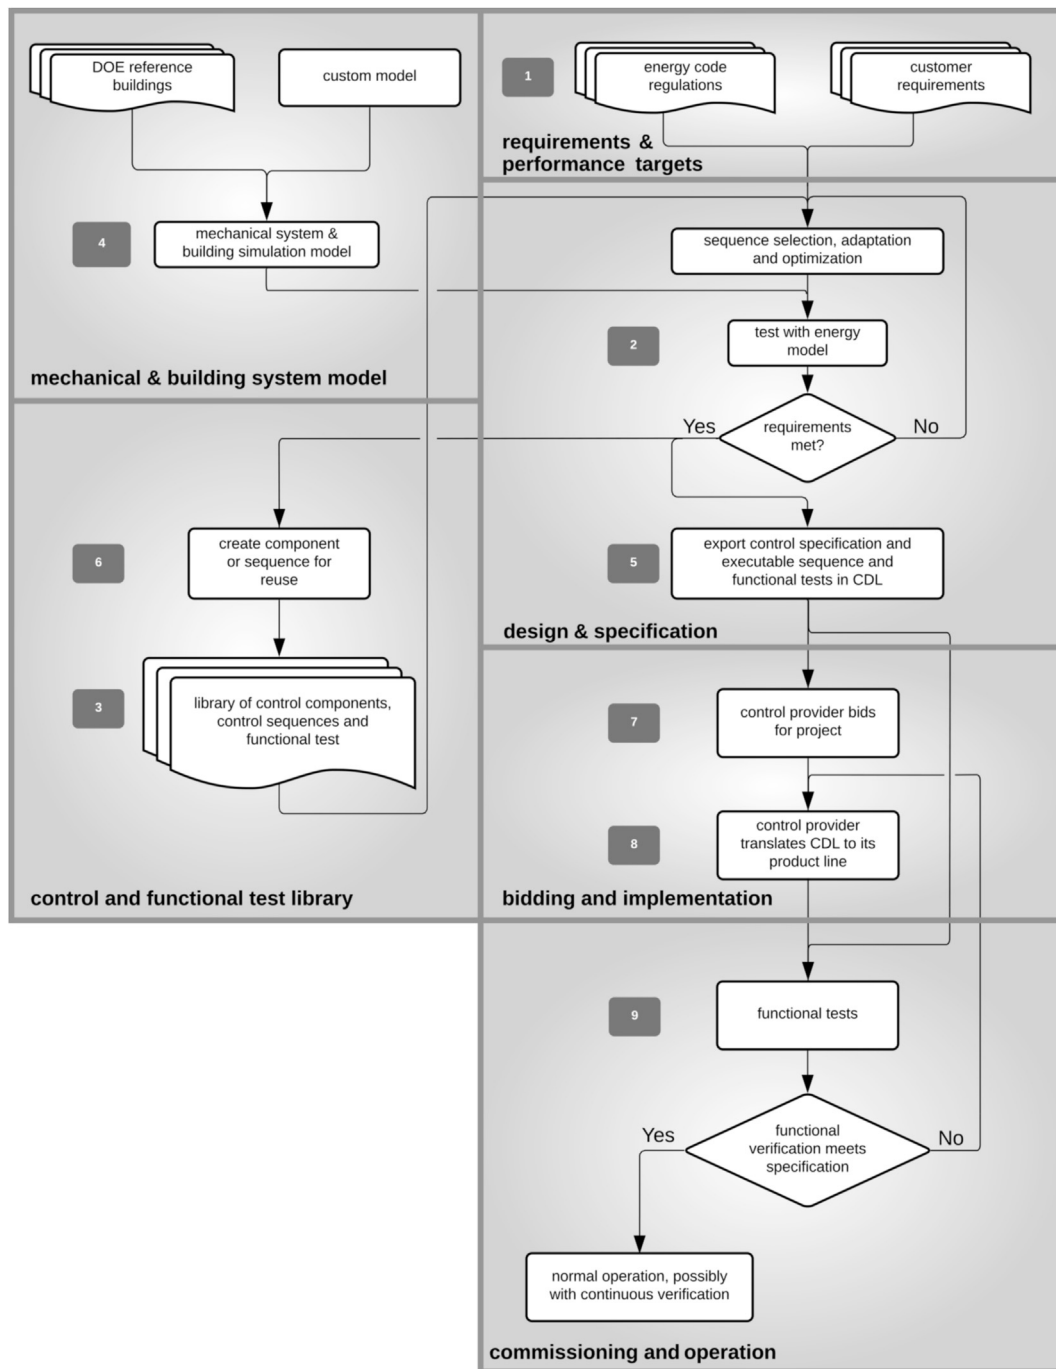 DOE reference
buildings
custom model
4
mechanical system &
building simulation model
mechanical & building system model
1
energy code
regulations
customer
requirements
requirements &
performance targets
sequence selection, adaptation
and optimization
2
test with energy
model
Yes
requirements
met?
No
5
export control specification and
executable sequence and
functional tests in CDL
design & specification
6
create component
or sequence for
reuse
3
library of control components,
control sequences and
functional test
control and functional test library
7
control provider bids
for project
8
control provider
translates CDL to its
product line
bidding and implementation
9
functional tests
Yes
functional
verification meets
specification
No
normal operation, possibly
with continuous verification
commissioning and operation